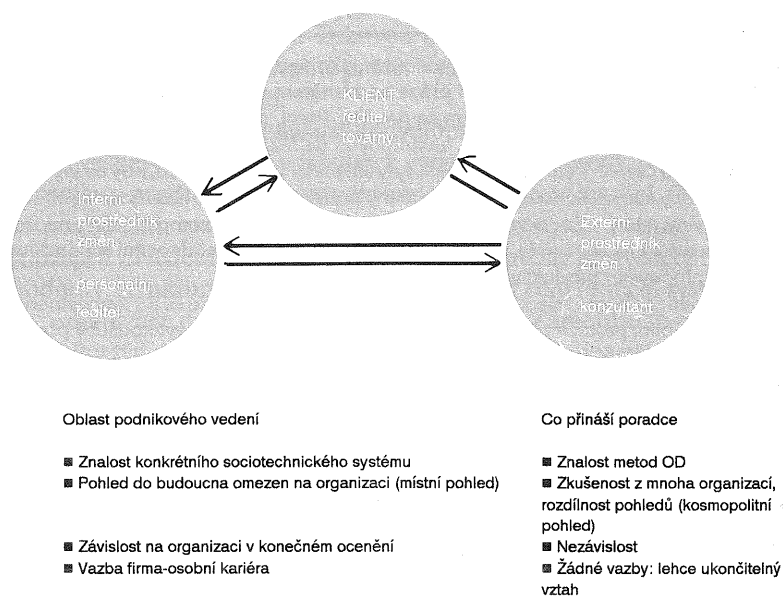 KLIENT
ředitel
továrny
Interní
prostředník
změn
personální
ředitel
Externí
prostředník
změn
konzultant
Oblast podnikového vedení
■ Znalost konkrétního sociotechnického systému
■ Pohled do budoucna omezen na organizaci (místní pohled)
■ Závislost na organizaci v konečném ocenění
■ Vazba firma-osobní kariéra
Co přináší poradce
■ Znalost metod OD
■ Zkušenost z mnoha organizací,
rozdílnost pohledů (kosmopolitní
pohled)
■ Nezávislost
■ Žádné vazby: lehce ukončitelný
vztah